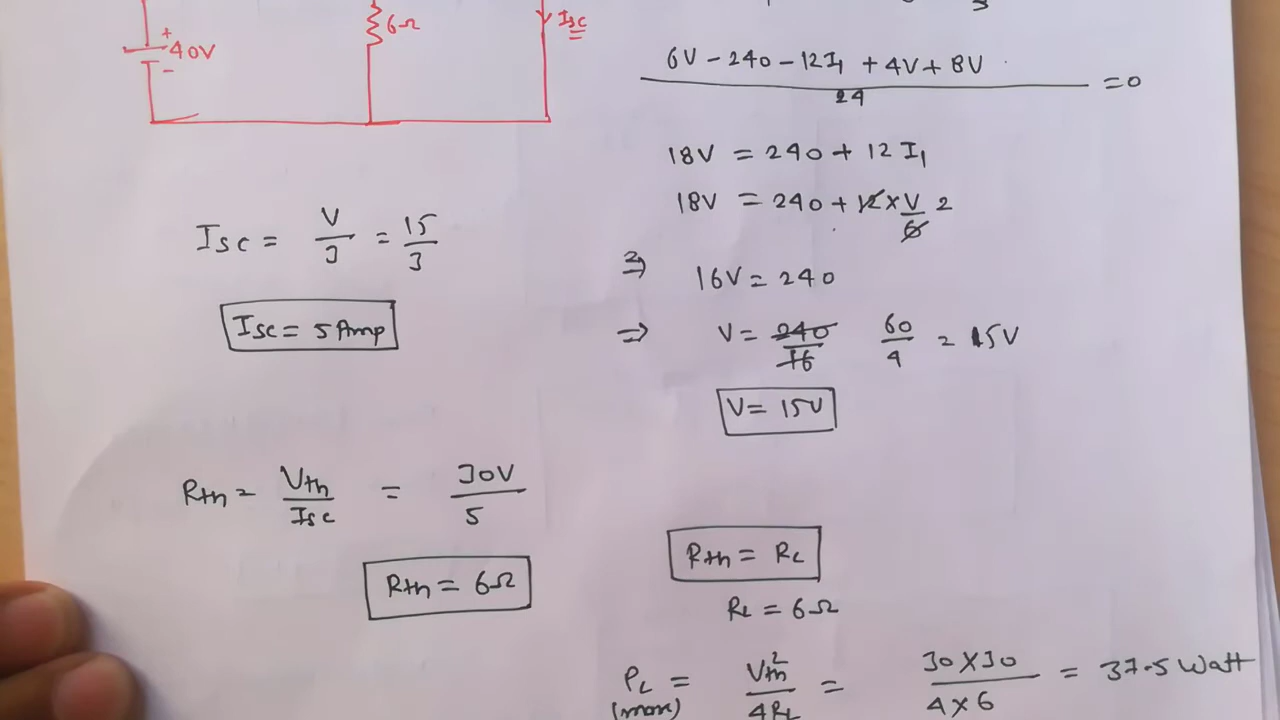 +
40V
-
6Ω
Isc
3
6V - 240 - 12I1 + 4V + 8V
24
= 0
18V = 240 + 12 I1
18V = 240 + 12 × V/6 2
⇒ 16V = 240
⇒ V = 240/16 60/4 = 15V
V = 15V
Isc = V/3 = 15/3
Isc = 5 Amp
Rth = Vth/Isc = 30V/5
Rth = 6Ω
Rth = RL
RL = 6Ω
PL (max) = Vth²/4RL = 30×30/4×6 = 37.5 Watt